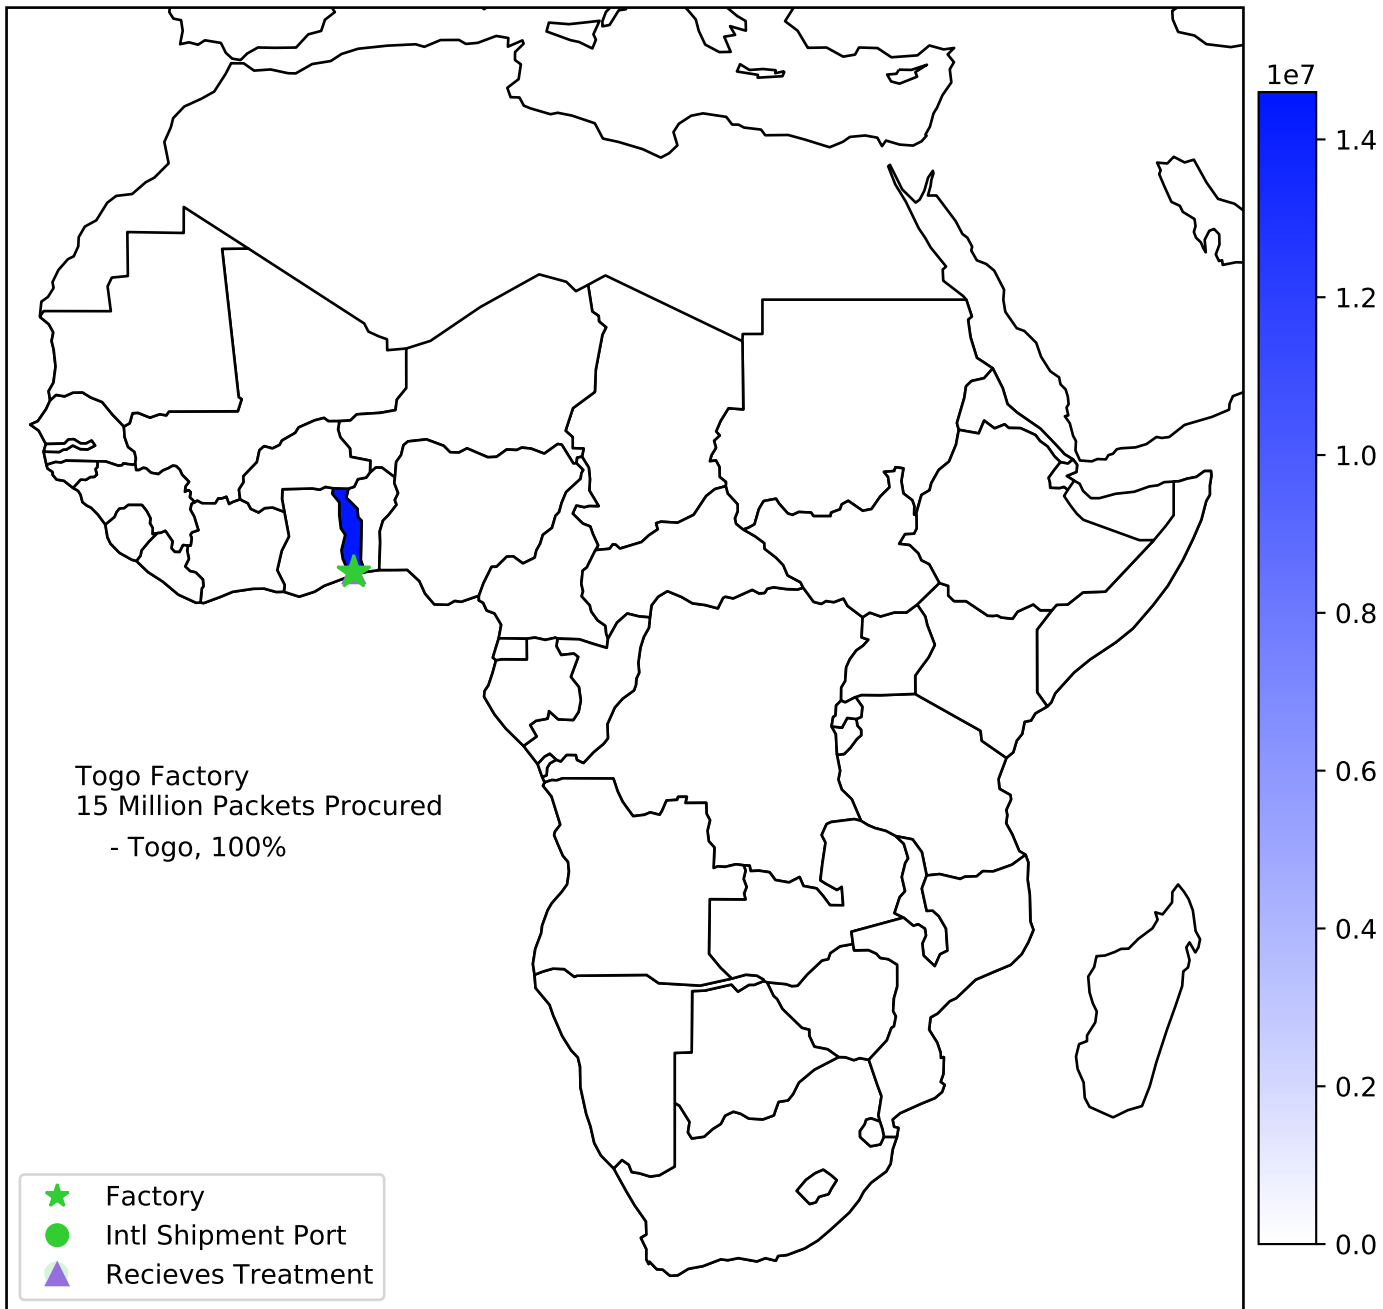 1e7
1.4
1.2
1.0
0.8
0.6
0.4
0.2
0.0
Togo Factory
15 Million Packets Procured
- Togo, 100%
Factory
Intl Shipment Port
Recieves Treatment